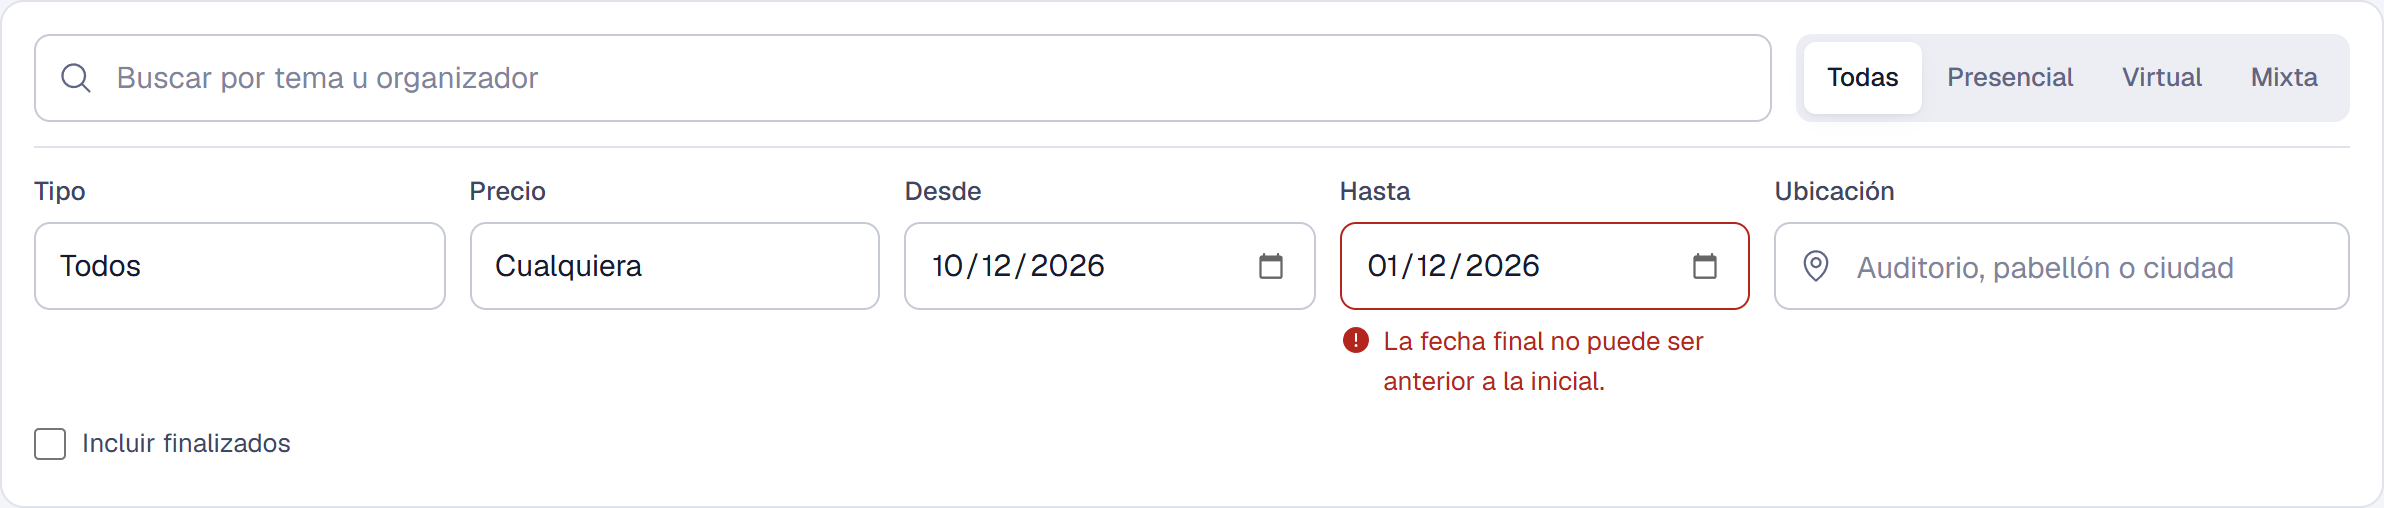 Buscar por tema u organizador
Todas Presencial Virtual Mixta
Tipo Precio Desde Hasta Ubicación
Todos Cualquiera 10/12/2026 01/12/2026 Auditorio, pabellón o ciudad
La fecha final no puede ser
anterior a la inicial.
Incluir finalizados